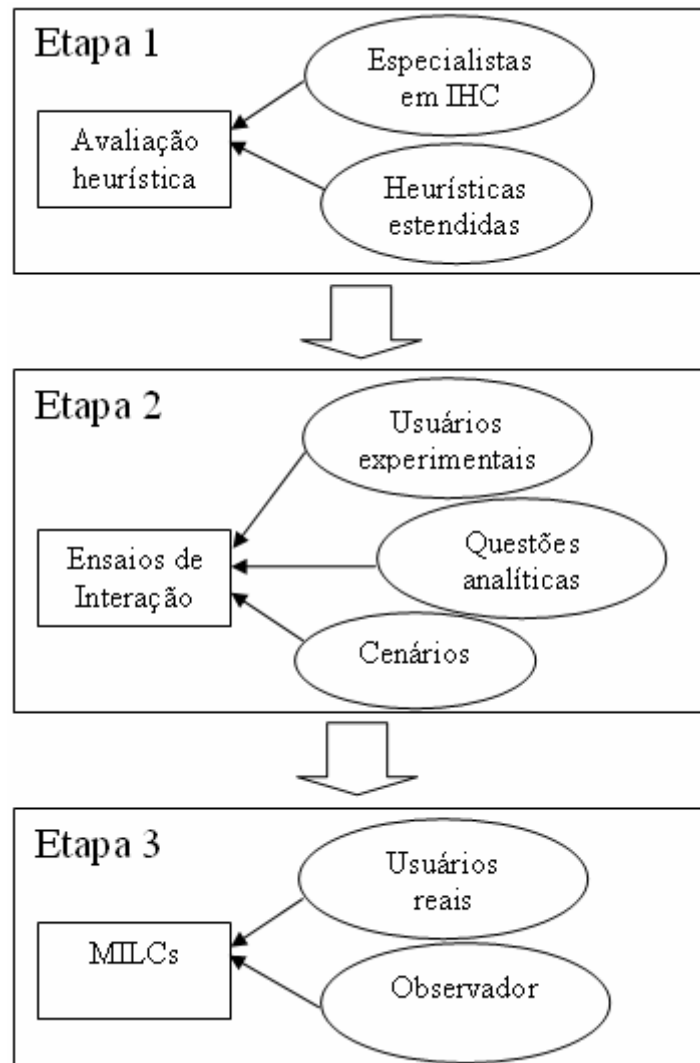 Etapa 1
Especialistas
em IHC
Avaliação
heurística
Heurísticas
estendidas
Etapa 2
Usuários
experimentais
Ensaios de
Interação
Questões
analíticas
Cenários
Etapa 3
Usuários
reais
MILCs
Observador